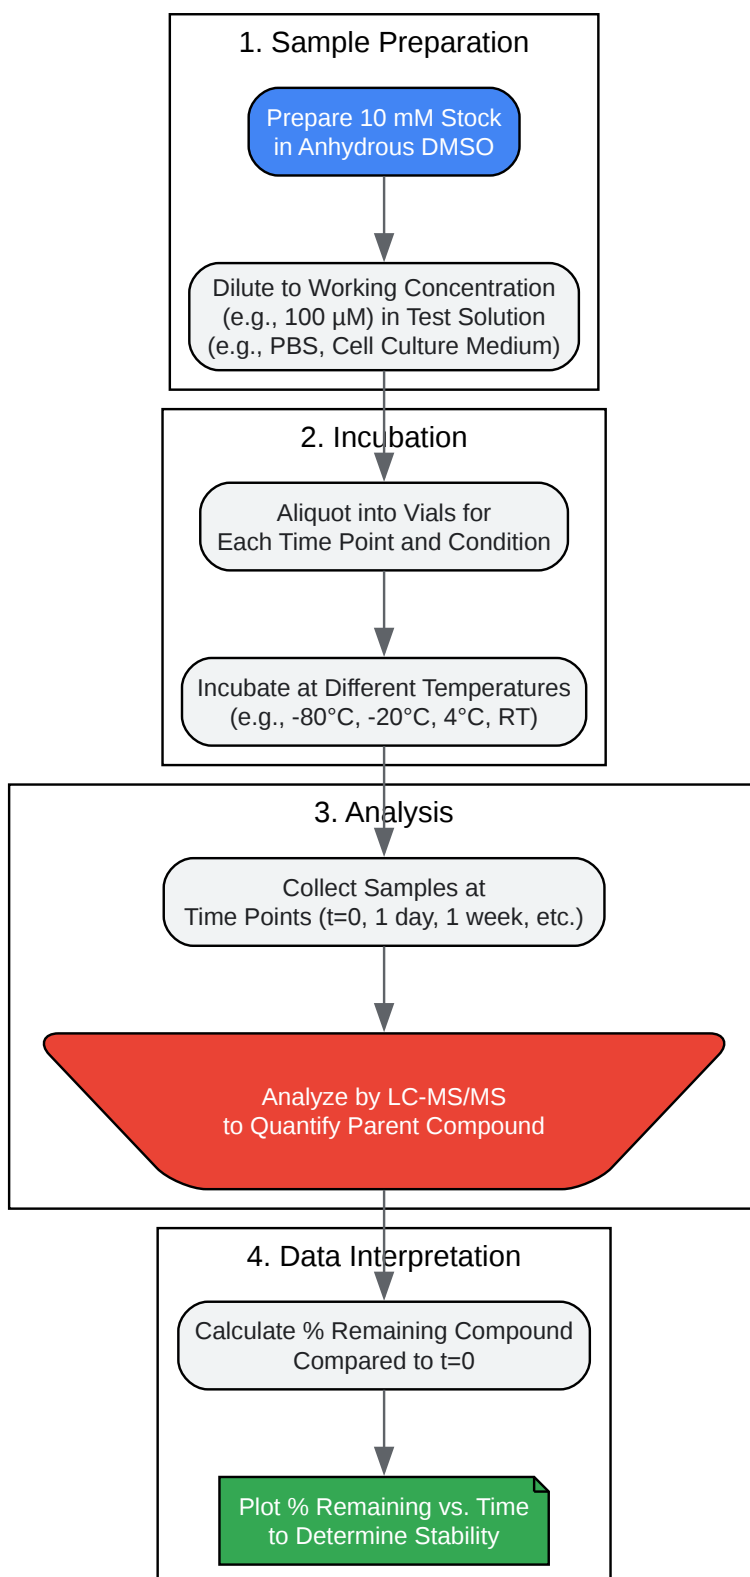 1. Sample Preparation
Prepare 10 mM Stock
in Anhydrous DMSO
Dilute to Working Concentration
(e.g., 100 µM) in Test Solution
(e.g., PBS, Cell Culture Medium)
2. Incubation
Aliquot into Vials for
Each Time Point and Condition
Incubate at Different Temperatures
(e.g., -80°C, -20°C, 4°C, RT)
3. Analysis
Collect Samples at
Time Points (t=0, 1 day, 1 week, etc.)
Analyze by LC-MS/MS
to Quantify Parent Compound
4. Data Interpretation
Calculate % Remaining Compound
Compared to t=0
Plot % Remaining vs. Time
to Determine Stability